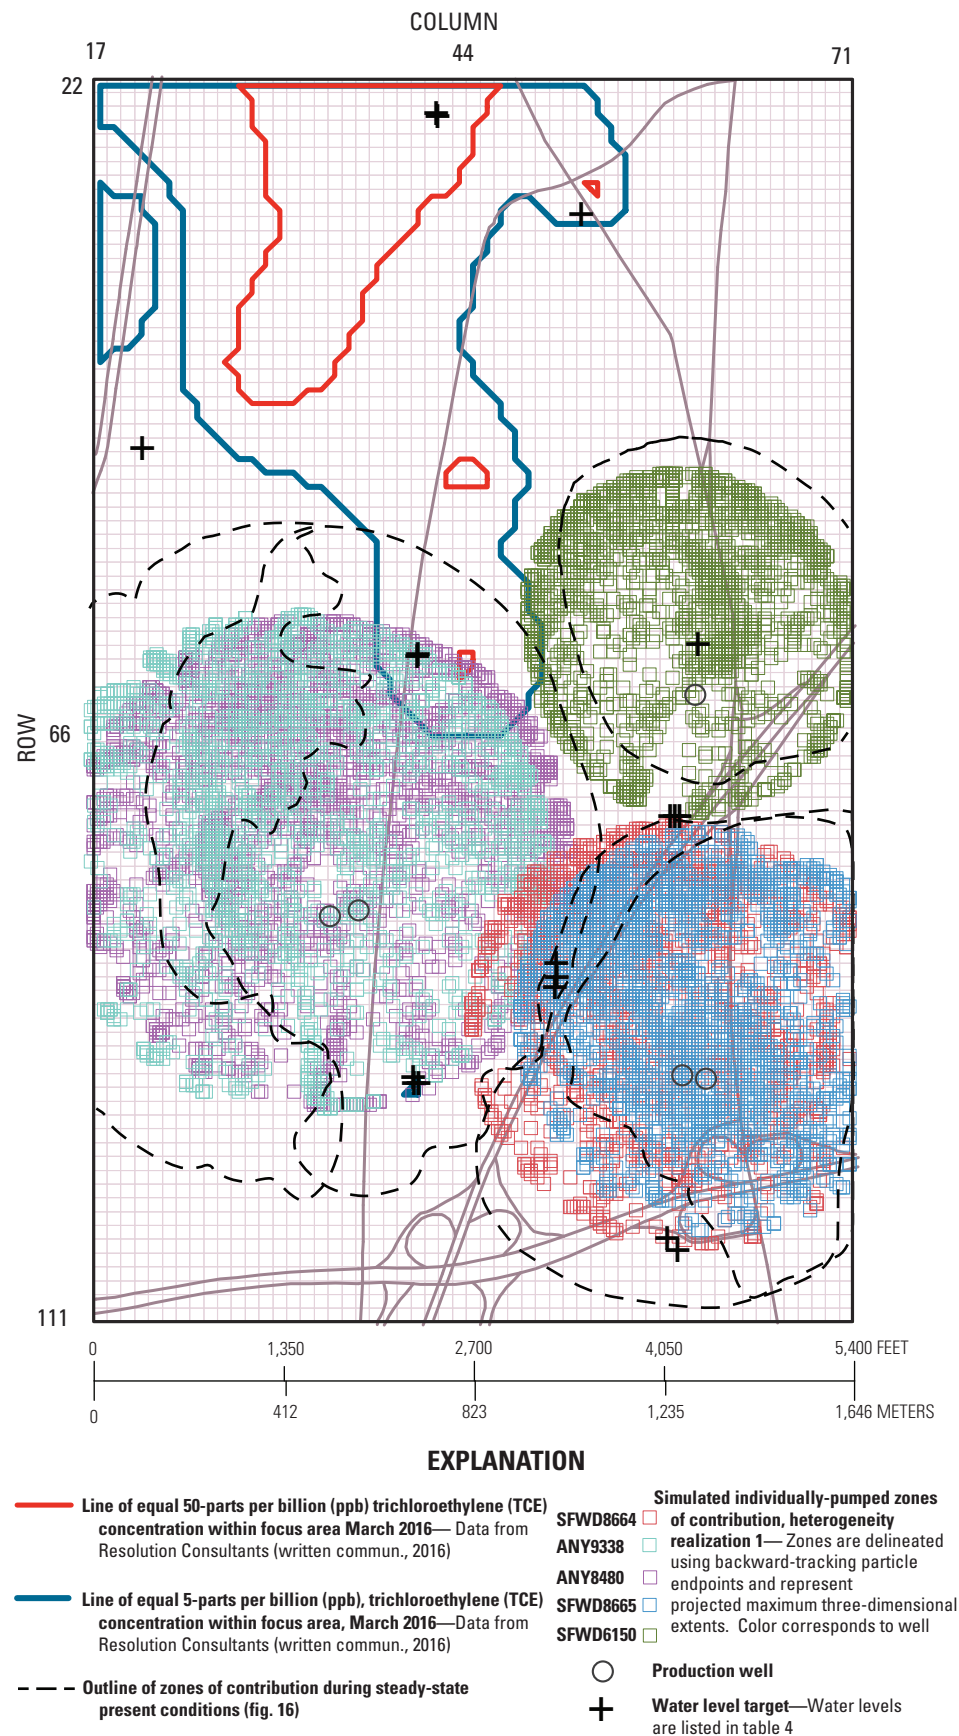 COLUMN
17 44 71
22
ROW
66
111
0 1,350 2,700 4,050 5,400 FEET
0 412 823 1,235 1,646 METERS
EXPLANATION
Line of equal 50-parts per billion (ppb) trichloroethylene (TCE)
concentration within focus area March 2016— Data from
Resolution Consultants (written commun., 2016)
Line of equal 5-parts per billion (ppb), trichloroethylene (TCE)
concentration within focus area, March 2016—Data from
Resolution Consultants (written commun., 2016)
Outline of zones of contribution during steady-state
present conditions (fig. 16)
SFWD8664
ANY9338
ANY8480
SFWD8665
SFWD6150
Simulated individually-pumped zones
of contribution, heterogeneity
realization 1— Zones are delineated
using backward-tracking particle
endpoints and represent
projected maximum three-dimensional
extents. Color corresponds to well
Production well
Water level target—Water levels
are listed in table 4